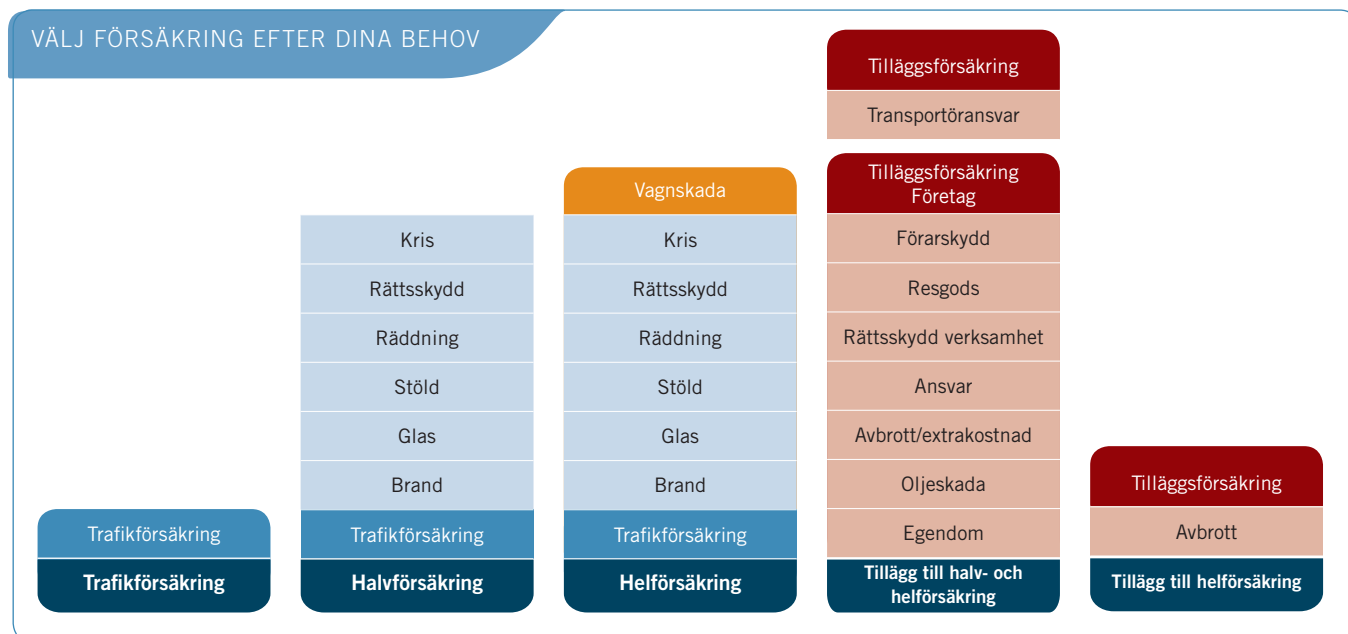 VÄLJ FÖRSÄKRING EFTER DINA BEHOV
Trafikförsäkring
Trafikförsäkring
Kris
Rättsskydd
Räddning
Stöld
Glas
Brand
Trafikförsäkring
Halvförsäkring
Vagnskada
Kris
Rättsskydd
Räddning
Stöld
Glas
Brand
Trafikförsäkring
Helförsäkring
Tilläggsförsäkring
Transportöransvar
Tilläggsförsäkring
Företag
Förarskydd
Resgods
Rättsskydd verksamhet
Ansvar
Avbrott/extrakostnad
Oljeskada
Egendom
Tillägg till halv- och
helförsäkring
Tilläggsförsäkring
Avbrott
Tillägg till helförsäkring